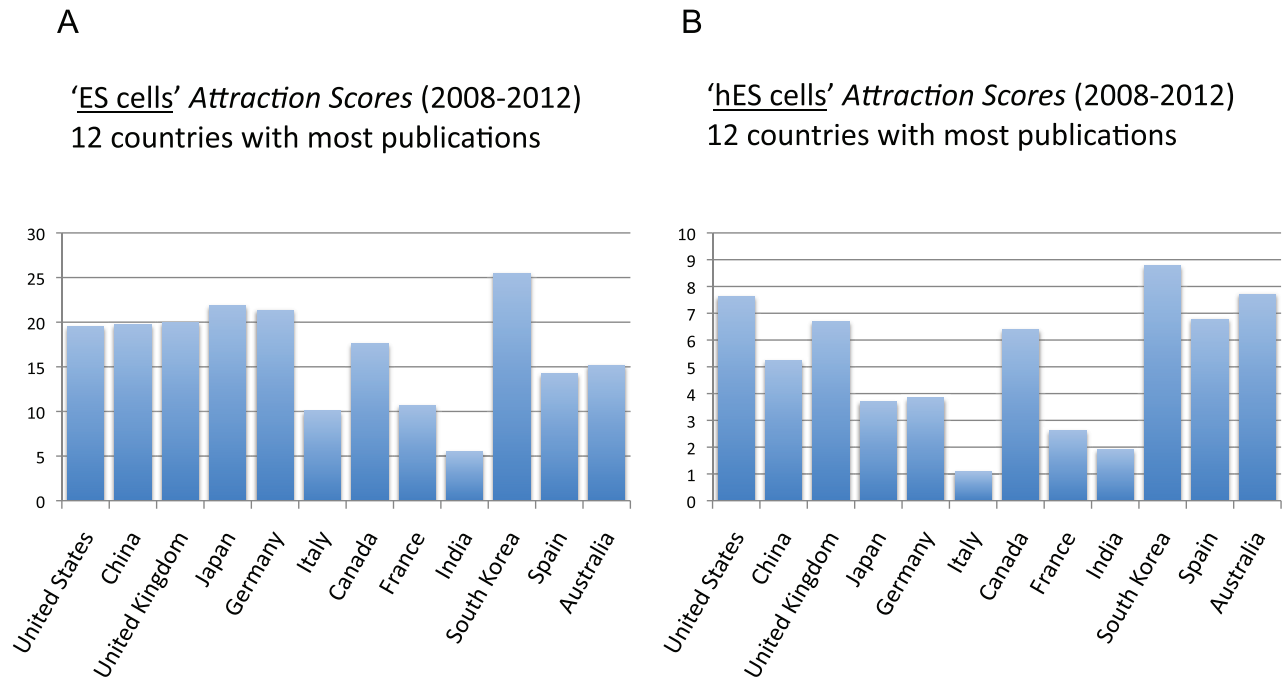 A
‘ES cells’ Attraction Scores (2008-2012)
12 countries with most publications
30
25
20
15
10
5
0
United States
China
United Kingdom
Japan
Germany
Italy
Canada
France
India
South Korea
Spain
Australia
B
‘hES cells’ Attraction Scores (2008-2012)
12 countries with most publications
10
9
8
7
6
5
4
3
2
1
0
United States
China
United Kingdom
Japan
Germany
Italy
Canada
France
India
South Korea
Spain
Australia